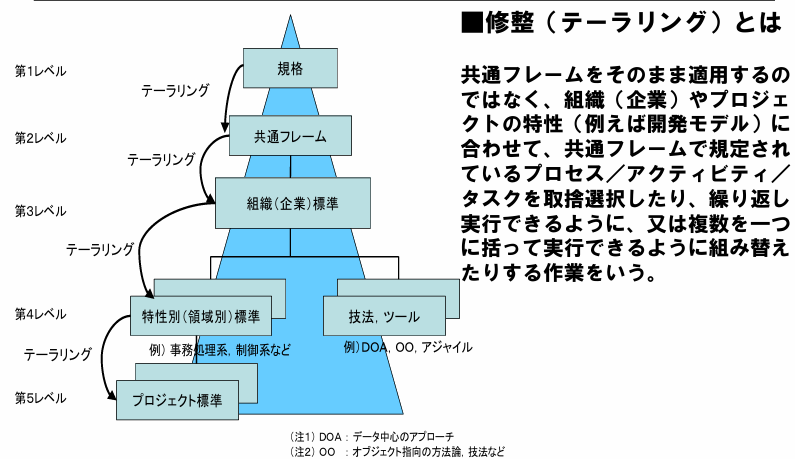 ■修整（テーラリング）とは
共通フレームをそのまま適用するの
ではなく、組織（企業）やプロジェ
クトの特性（例えば開発モデル）に
合わせて、共通フレームで規定され
ているプロセス／アクティビティ／
タスクを取捨選択したり、繰り返し
実行できるように、又は複数を一つ
に括って実行できるように組み替え
たりする作業をいう。
第1レベル
規格
テーラリング
第2レベル
共通フレーム
テーラリング
第3レベル
組織（企業）標準
テーラリング
第4レベル
特性別（領域別）標準
技法，ツール
例） 事務処理系，制御系など
例）DOA，OO，アジャイル
テーラリング
第5レベル
プロジェクト標準
（注1） DOA ： データ中心のアプローチ
（注2） OO ： オブジェクト指向の方法論，技法など